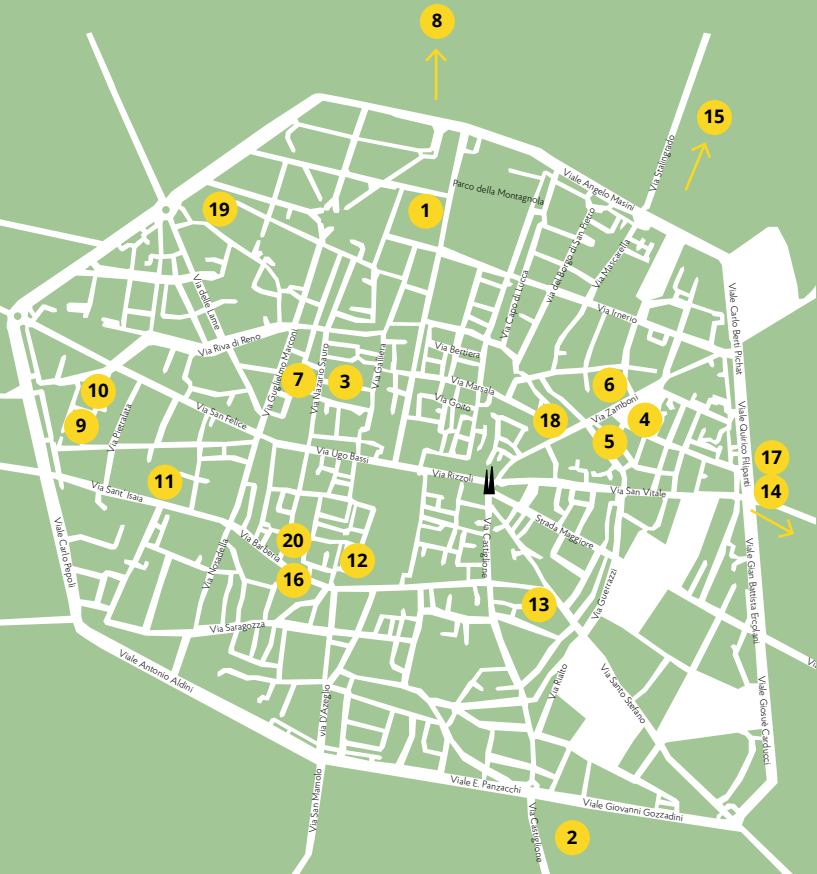 8
15
Via Stalingrado
Viale Angelo Masini
Parco della Montagnola
19
1
via del Borgo di San Pietro
Via Mascarella
Via delle Lame
Via Capo di Lucca
Viale Carlo Berti Pichat
Via Irnerio
Via Riva di Reno
Via Guglielmo Marconi
Via Nazario Sauro
Via Galliera
Via Bertiera
Via Marsala
Via Goito
7
3
6
10
9
Via Pietralata
Via San Felice
Via Zamboni
18
4
5
Viale Quirico Filipanti
Via Ugo Bassi
Via Rizzoli
17
14
11
Via Sant' Isaia
Via San Vitale
Strada Maggiore
Via Castiglione
Viale Carlo Pepoli
Via Nosadella
Via Barberia
20
12
16
13
Via Guerrazzi
Viale Gian Battista Ercolani
Via Saragozza
Viale Antonio Aldini
via D'Azeglio
Via Rialto
Via Santo Stefano
Viale Giosuè Carducci
Via San Mamolo
Viale E. Panzacchi
Viale Giovanni Gozzadini
Via Castiglione
2